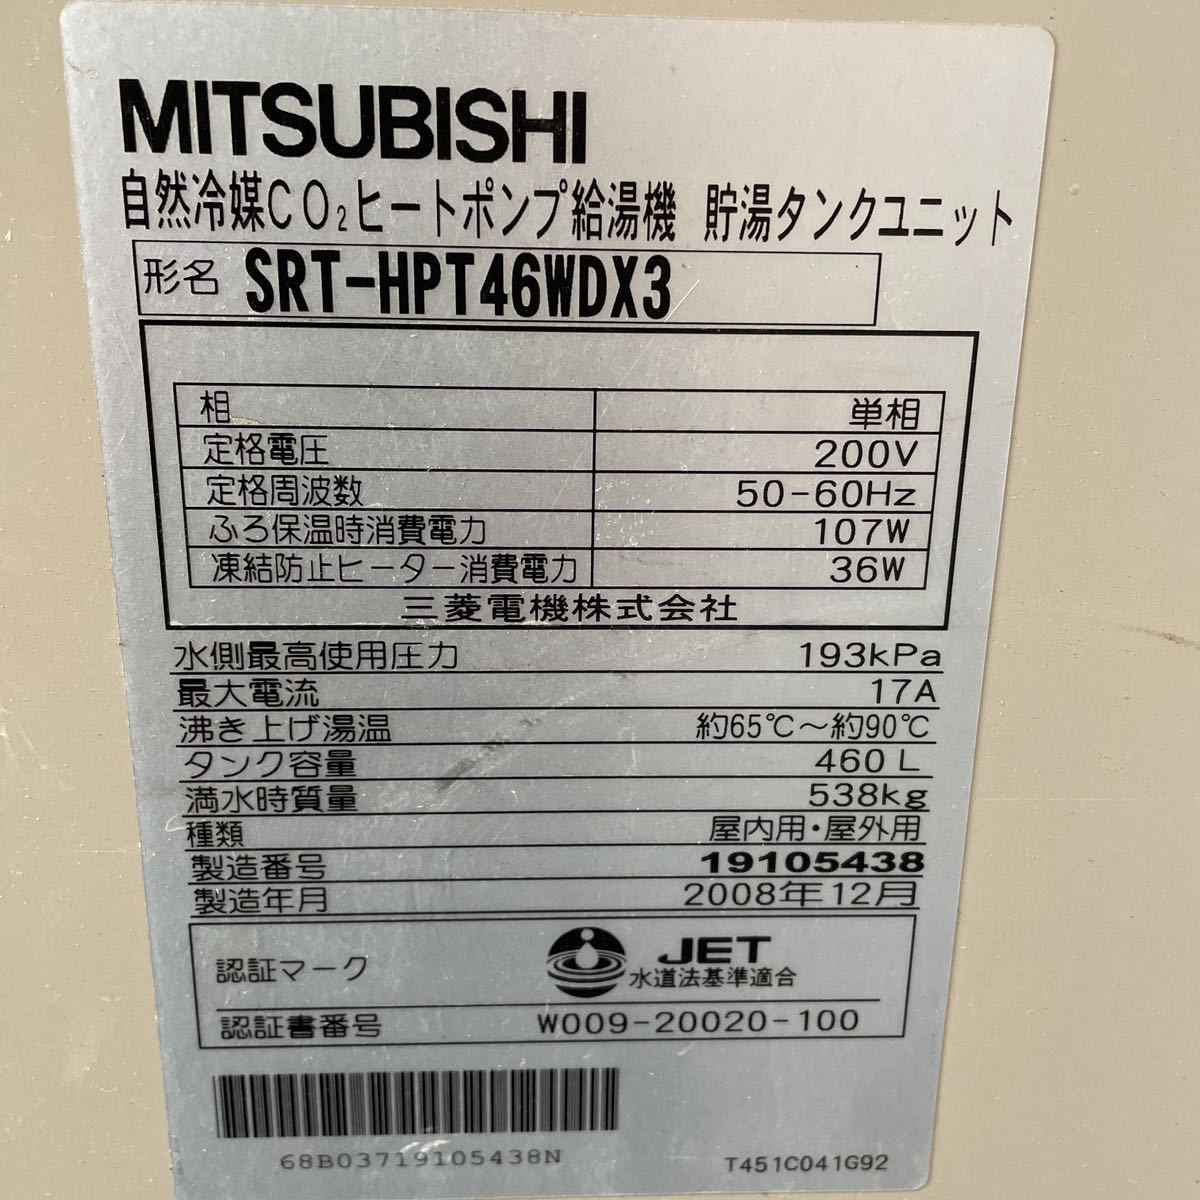 MITSUBISHI
自然冷媒CO₂ヒートポンプ給湯機 貯湯タンクユニット
形名 SRT-HPT46WDX3
相 単相
定格電圧 200V
定格周波数 50-60Hz
ふろ保温時消費電力 107W
凍結防止ヒーター消費電力 36W
三菱電機株式会社
水側最高使用圧力 193kPa
最大電流 17A
沸き上げ湯温 約65℃～約90℃
タンク容量 460L
満水時質量 538kg
種類 屋内用・屋外用
製造番号 19105438
製造年月 2008年12月
認証マーク JET
水道法基準適合
認証書番号 W009-20020-100
68B03719105438N
T451C041G92